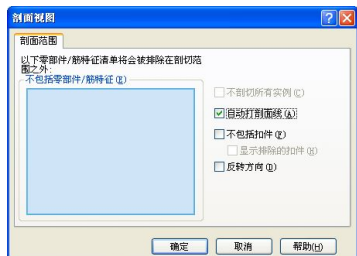 剖面视图
剖面范围
以下零部件/筋特征清单将会被排除在剖切范
围之外:
不包括零部件/筋特征(E)
不剖切所有实例(C)
自动打剖面线(A)
不包括扣件(F)
显示排除的扣件(H)
反转方向(D)
确定
取消
帮助(H)